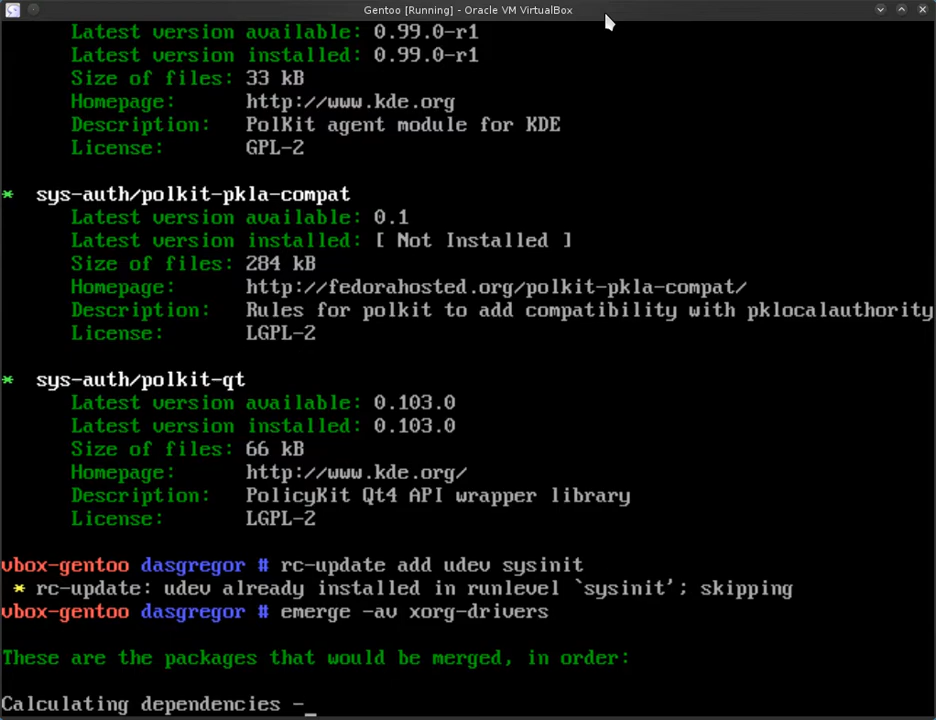 Gentoo [Running] - Oracle VM VirtualBox
Latest version available: 0.99.0-r1
Latest version installed: 0.99.0-r1
Size of files: 33 kB
Homepage: http://www.kde.org
Description: PolKit agent module for KDE
License: GPL-2
* sys-auth/polkit-pkla-compat
Latest version available: 0.1
Latest version installed: [ Not Installed ]
Size of files: 284 kB
Homepage: http://fedorahosted.org/polkit-pkla-compat/
Description: Rules for polkit to add compatibility with pklocalauthority
License: LGPL-2
* sys-auth/polkit-qt
Latest version available: 0.103.0
Latest version installed: 0.103.0
Size of files: 66 kB
Homepage: http://www.kde.org/
Description: PolicyKit Qt4 API wrapper library
License: LGPL-2
vbox-gentoo dasgregor # rc-update add udev sysinit
* rc-update: udev already installed in runlevel `sysinit'; skipping
vbox-gentoo dasgregor # emerge -av xorg-drivers
These are the packages that would be merged, in order:
Calculating dependencies -_